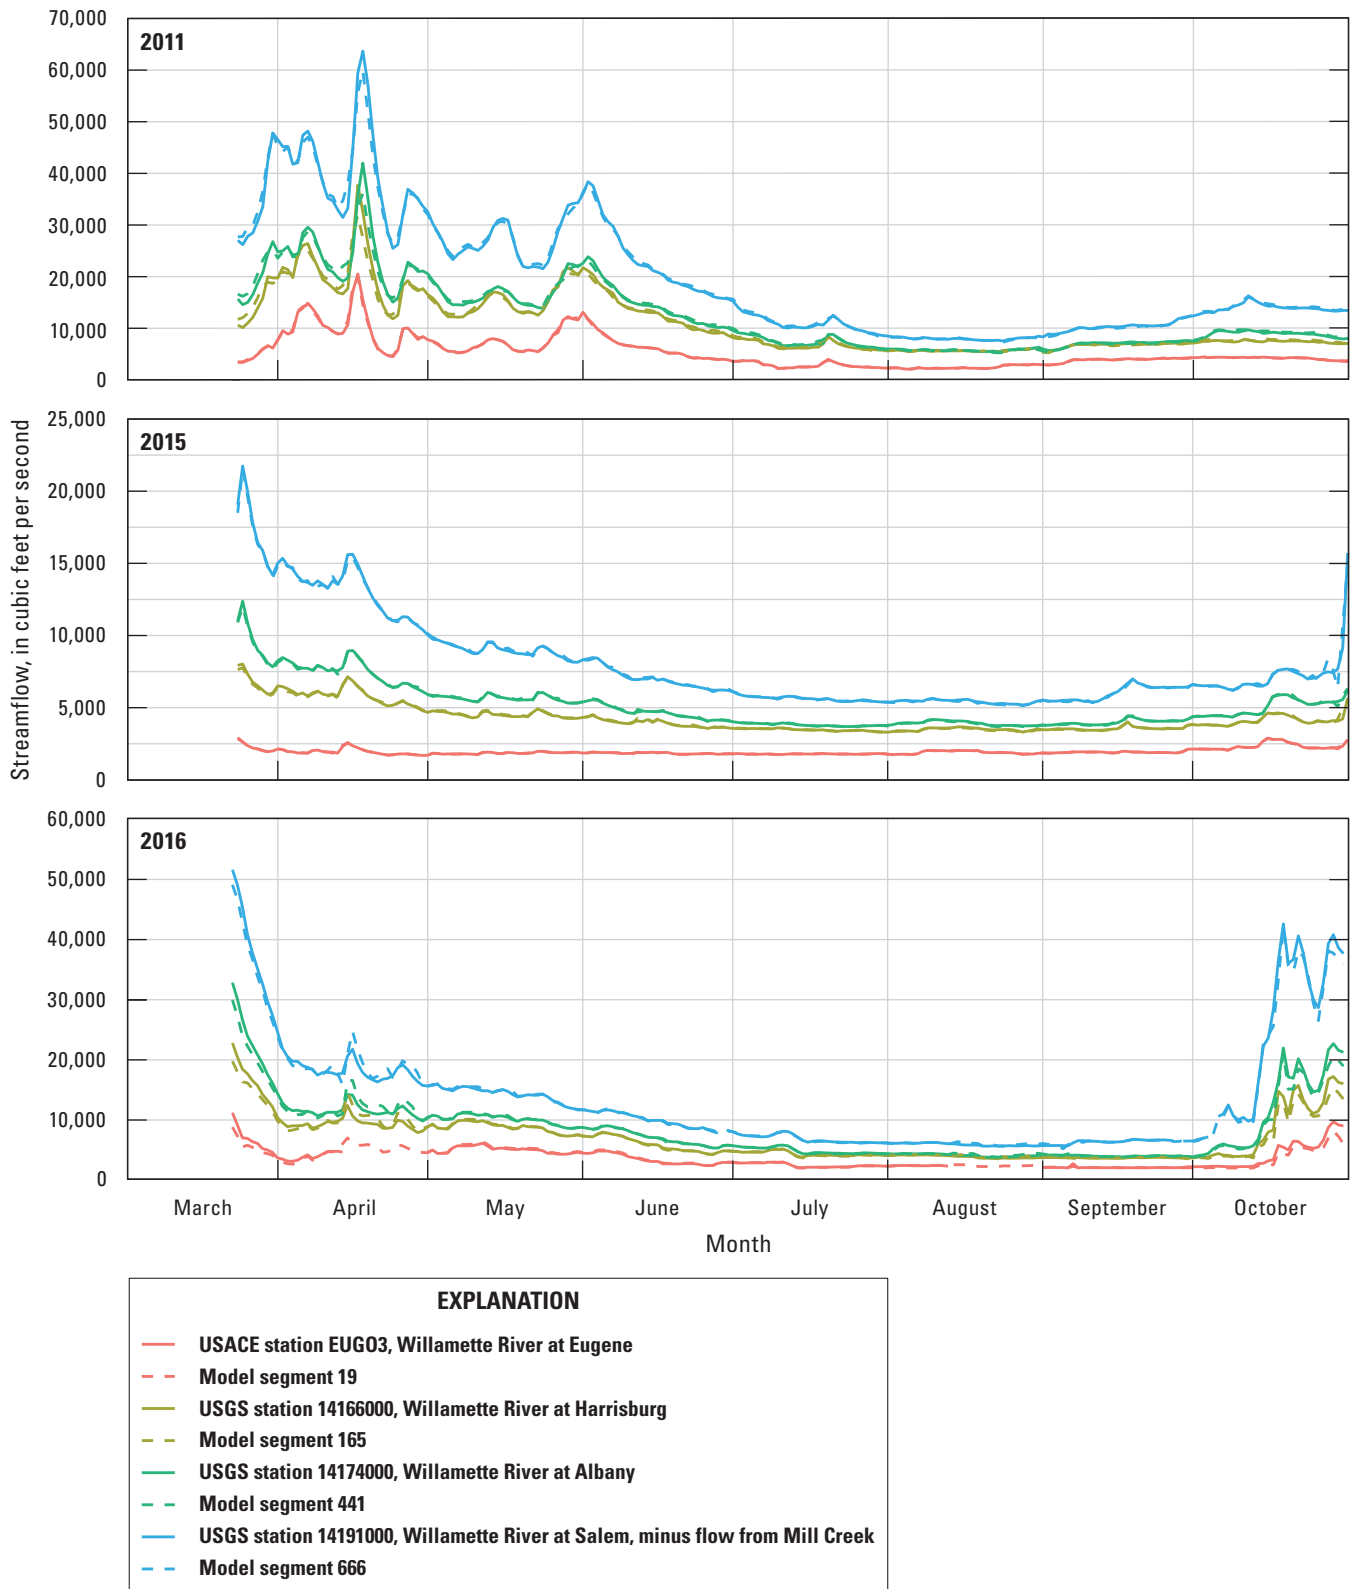 70,000
2011
60,000
50,000
40,000
30,000
20,000
10,000
0
Streamflow, in cubic feet per second
25,000
2015
20,000
15,000
10,000
5,000
0
60,000
2016
50,000
40,000
30,000
20,000
10,000
0
March April May June July August September October
Month
EXPLANATION
USACE station EUGO3, Willamette River at Eugene
Model segment 19
USGS station 14166000, Willamette River at Harrisburg
Model segment 165
USGS station 14174000, Willamette River at Albany
Model segment 441
USGS station 14191000, Willamette River at Salem, minus flow from Mill Creek
Model segment 666